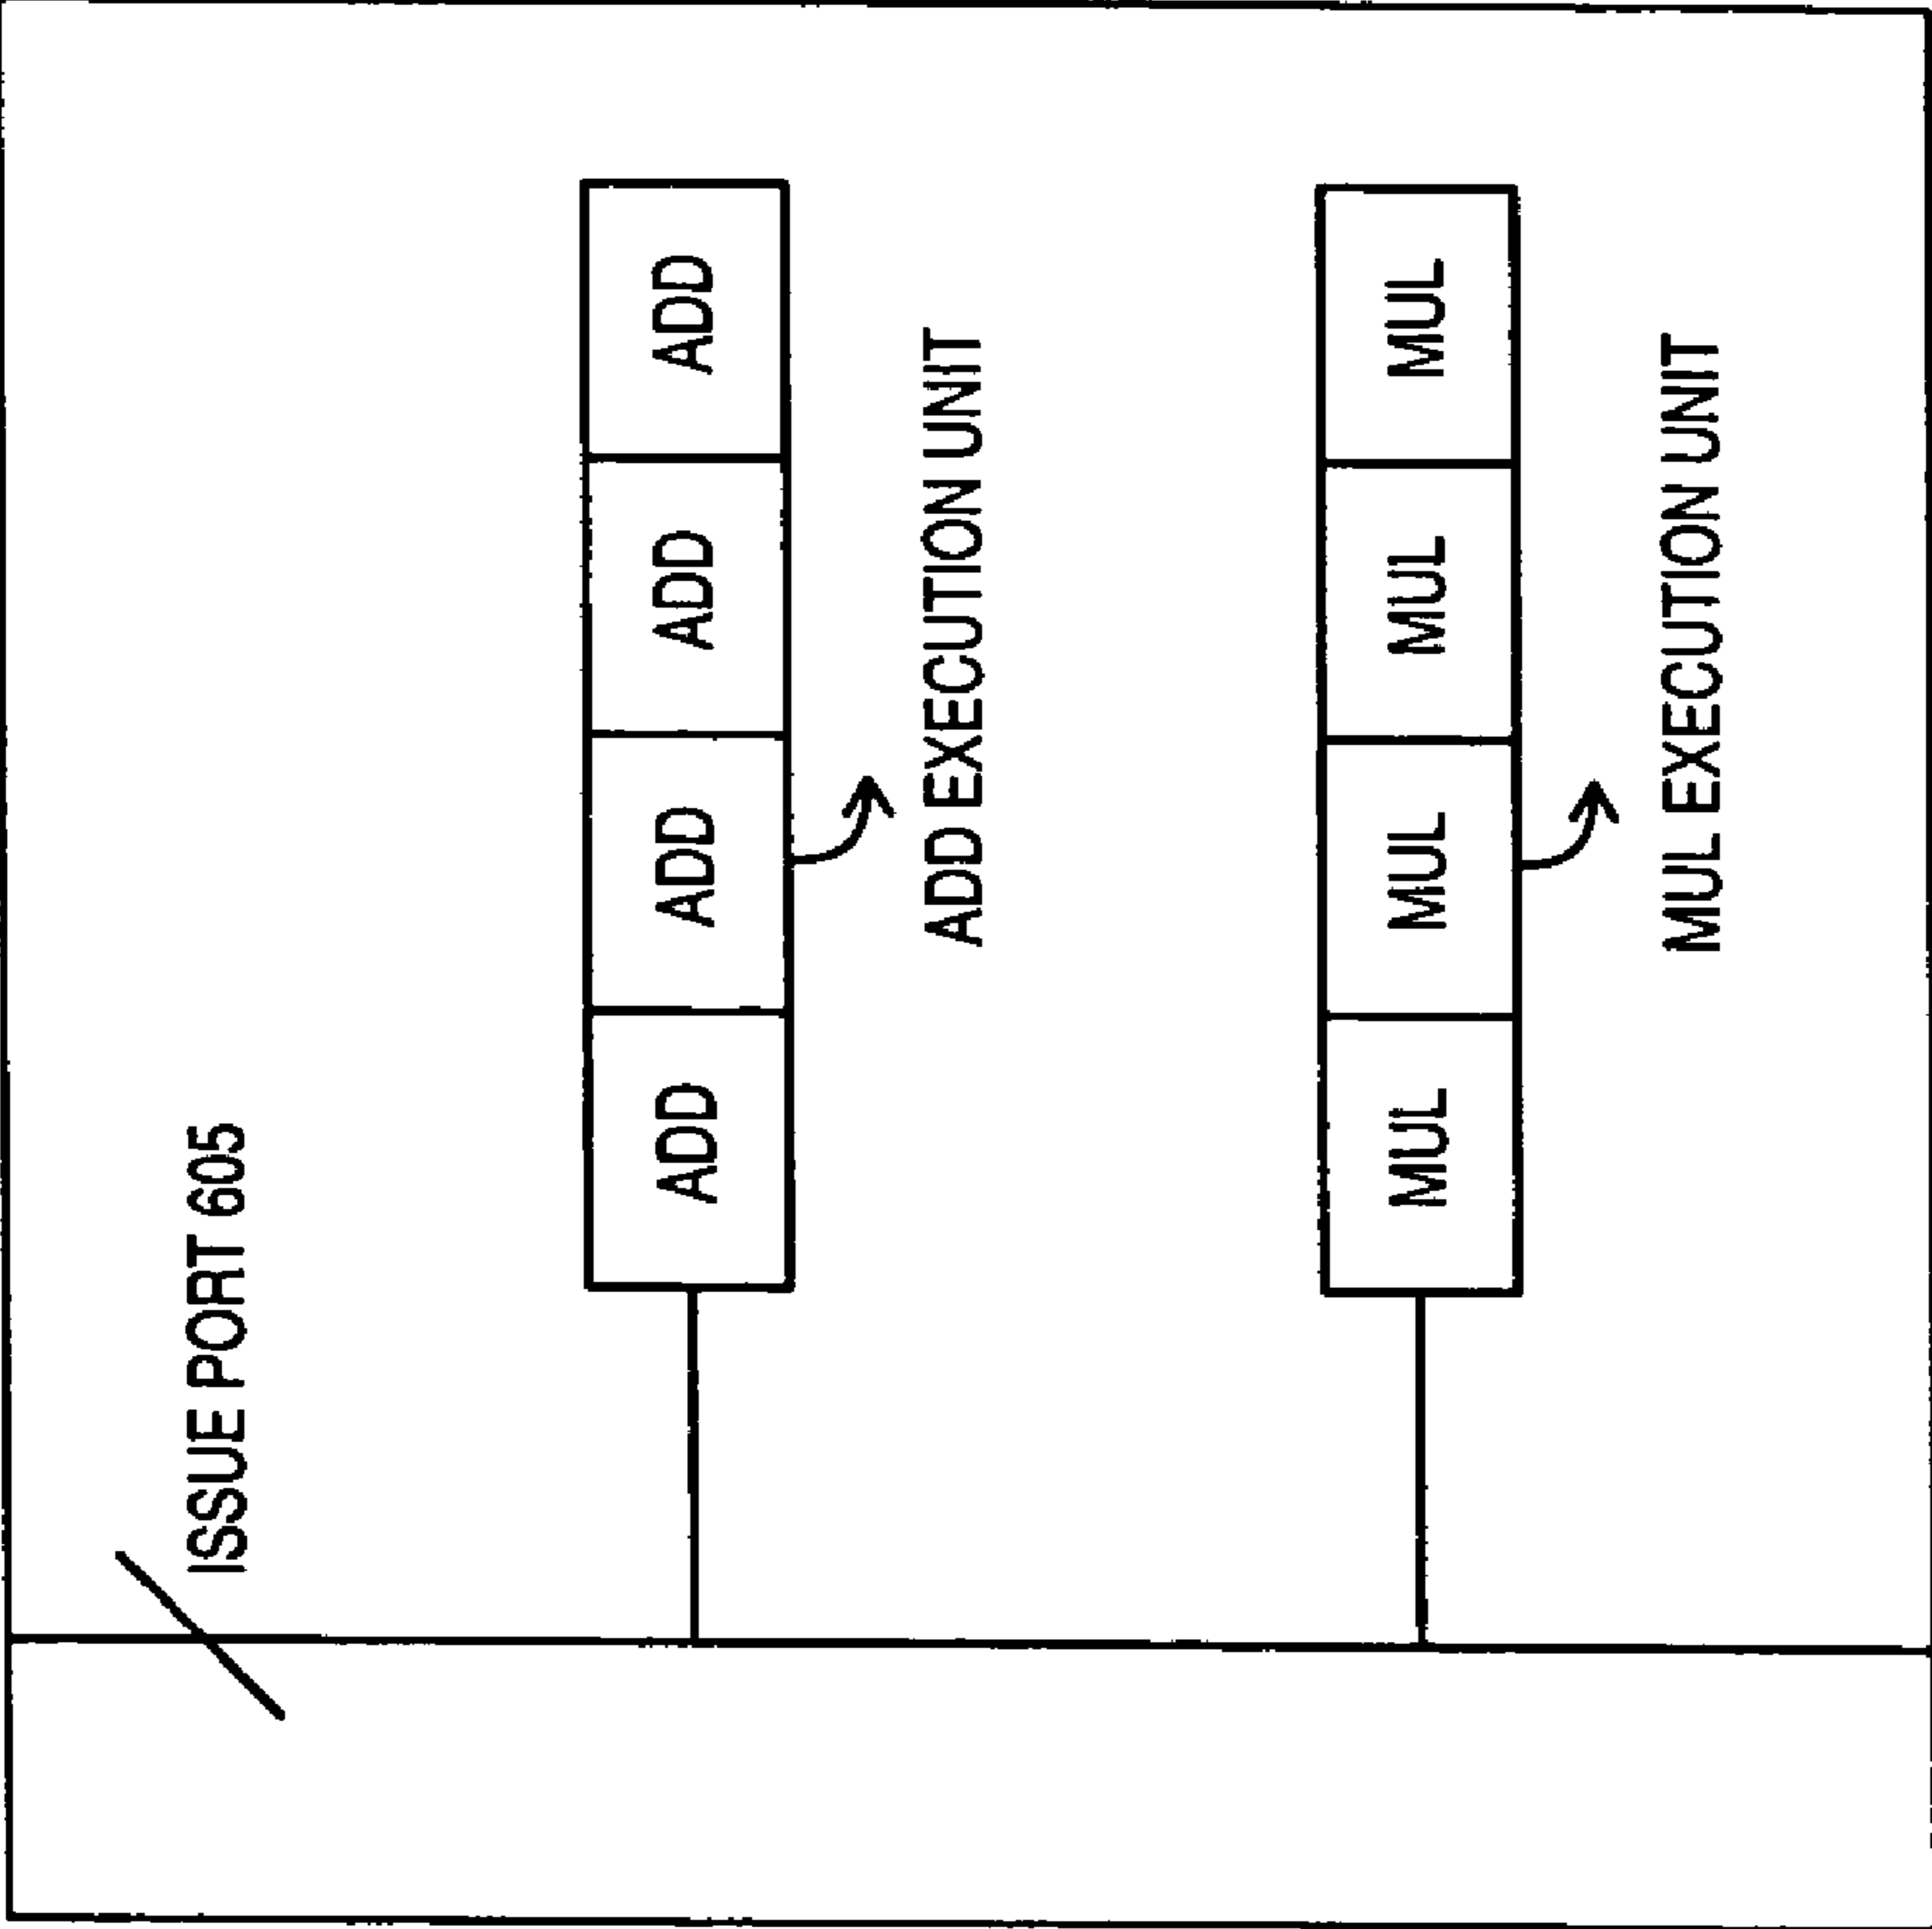 ISSUE PORT 605
ADD ADD ADD ADD
ADD EXECUTION UNIT
MUL MUL MUL MUL
MUL EXECUTION UNIT